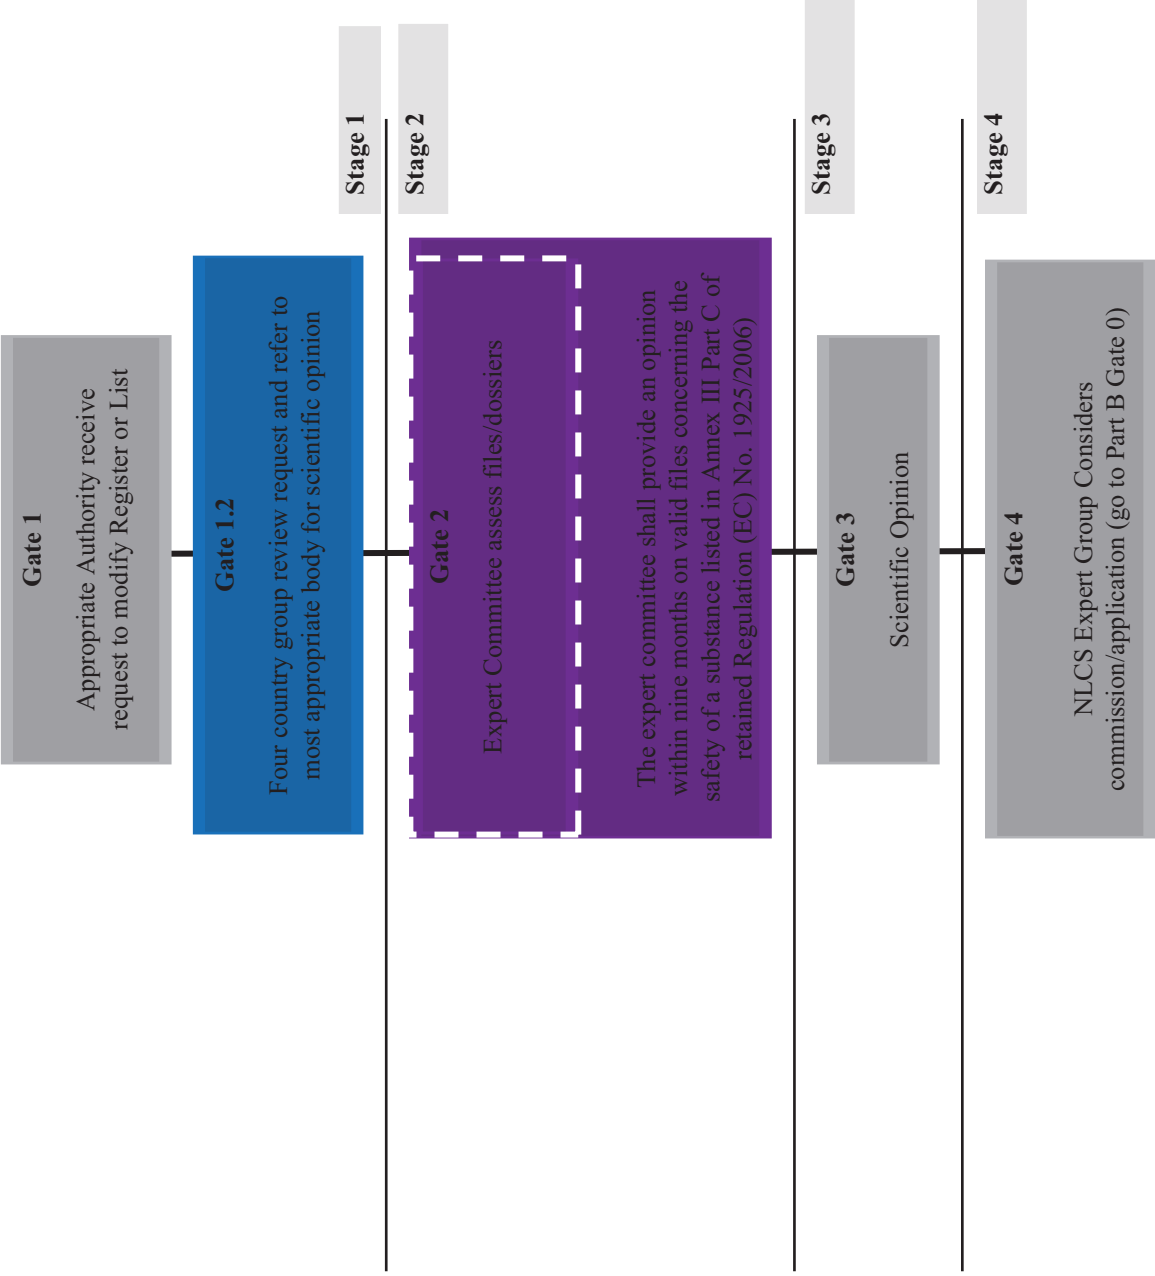 Gate 1
Appropriate Authority receive
request to modify Register or List
Gate 1.2
Four country group review request and refer to
most appropriate body for scientific opinion
Stage 1
Stage 2
Gate 2
Expert Committee assess files/dossiers
The expert committee shall provide an opinion
within nine months on valid files concerning the
safety of a substance listed in Annex III Part C of
retained Regulation (EC) No. 1925/2006)
Stage 3
Gate 3
Scientific Opinion
Stage 4
Gate 4
NLCS Expert Group Considers
commission/application (go to Part B Gate 0)